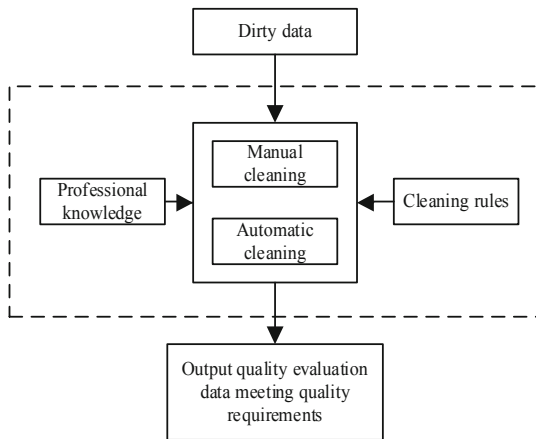 Dirty data
Manual
cleaning
Professional
knowledge
Cleaning rules
Automatic
cleaning
Output quality evaluation
data meeting quality
requirements